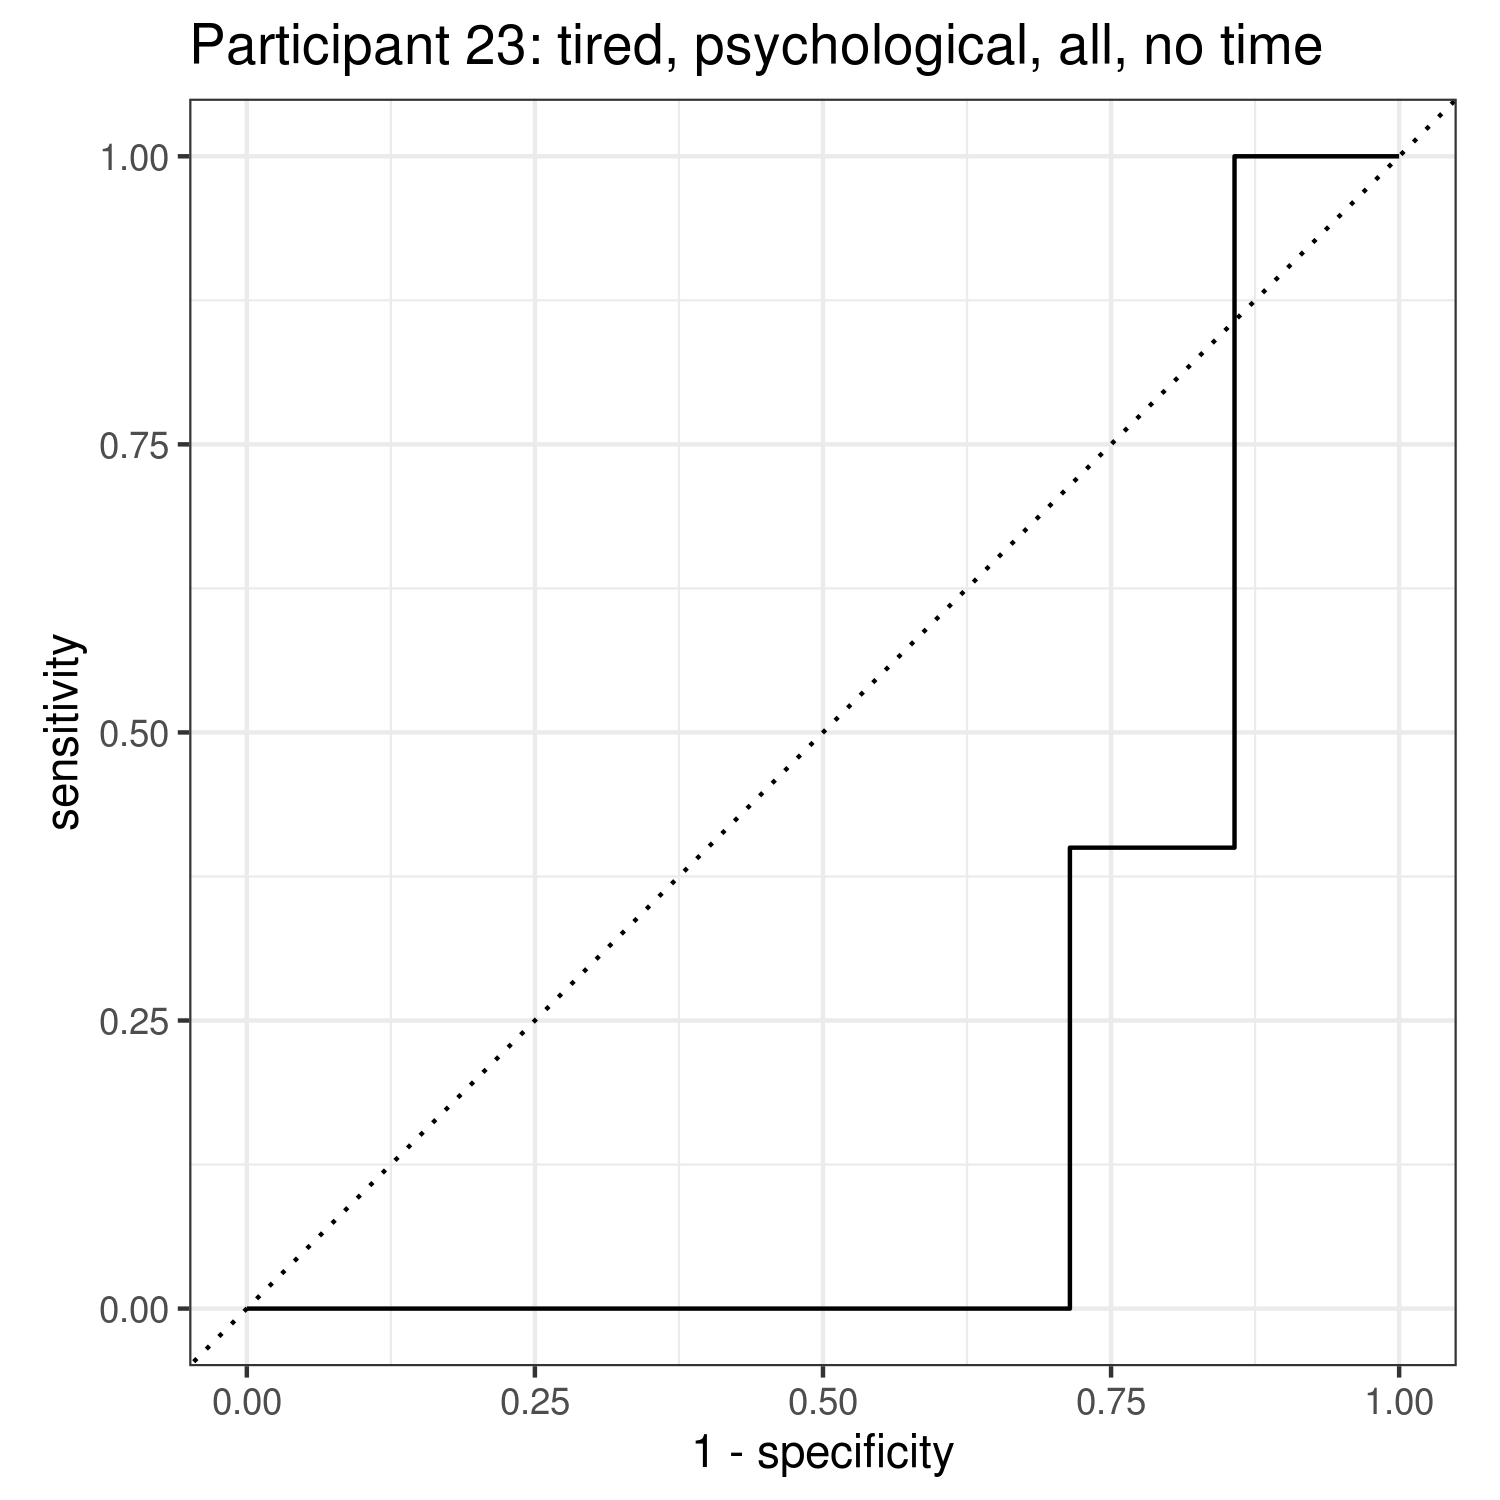 Participant 23: tired, psychological, all, no time
1.00
0.75
0.50
0.25
0.00
sensitivity
0.00 0.25 0.50 0.75 1.00
1 - specificity